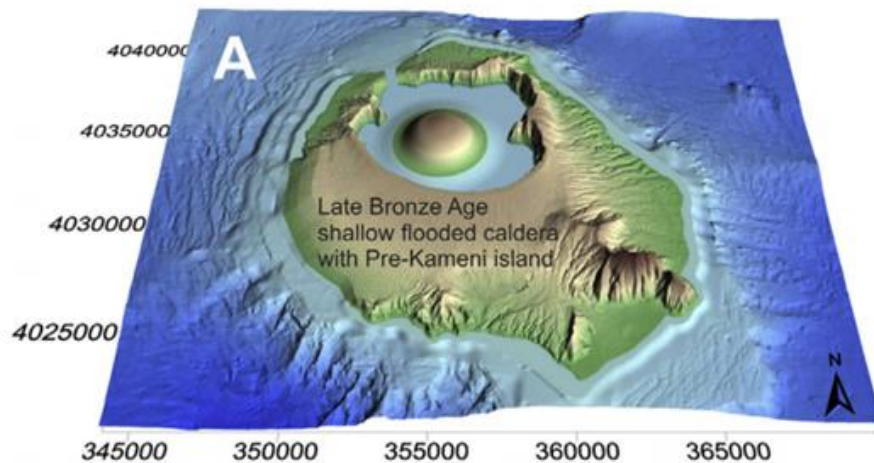 A
4040000
4035000
4030000
4025000
Late Bronze Age
shallow flooded caldera
with Pre-Kameni island
N
345000 350000 355000 360000 365000